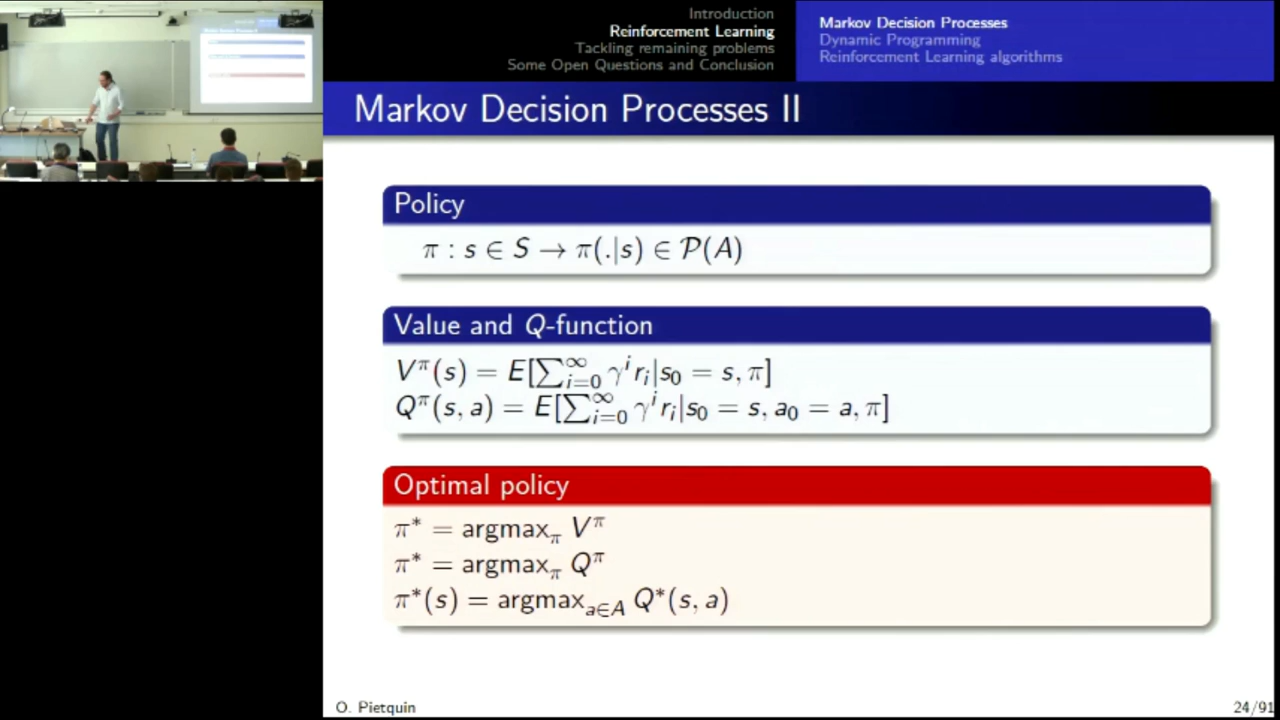 Introduction
Reinforcement Learning
Tackling remaining problems
Some Open Questions and Conclusion
Markov Decision Processes
Dynamic Programming
Reinforcement Learning algorithms
Markov Decision Processes II
Policy
π : s ∈ S → π(.|s) ∈ 𝒫(A)
Value and Q-function
V^π(s) = E[∑_{i=0}^∞ γ^i r_i|s_0 = s, π]
Q^π(s, a) = E[∑_{i=0}^∞ γ^i r_i|s_0 = s, a_0 = a, π]
Optimal policy
π* = argmax_π V^π
π* = argmax_π Q^π
π*(s) = argmax_{a∈A} Q*(s, a)
O. Pietquin
24/91